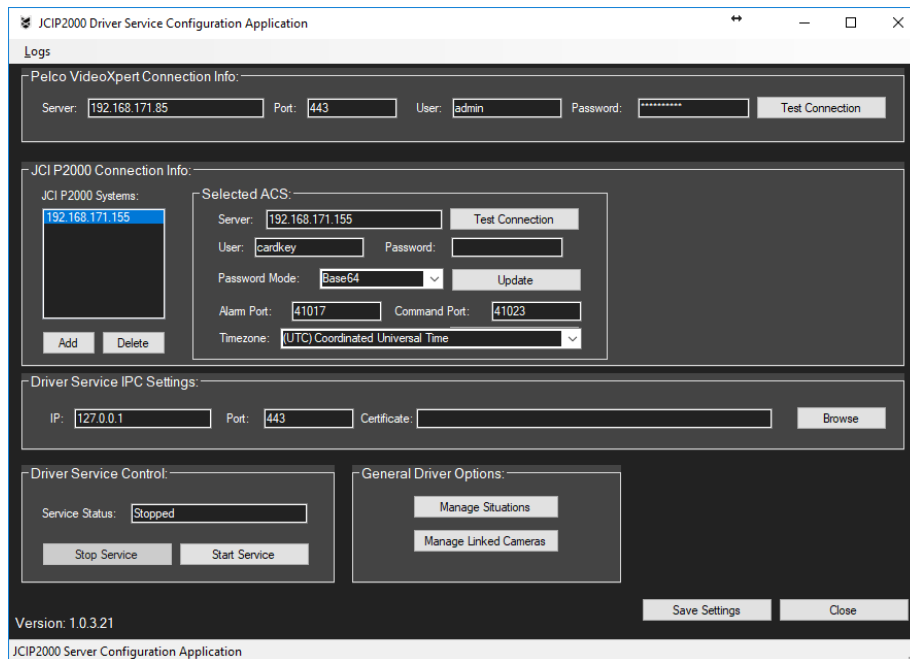 JCIP2000 Driver Service Configuration Application
Logs
Pelco VideoXpert Connection Info:
Server: 192.168.171.85 Port: 443 User: admin Password: ********** Test Connection
JCI P2000 Connection Info:
JCI P2000 Systems:
192.168.171.155
Add Delete
Selected ACS:
Server: 192.168.171.155 Test Connection
User: cardkey Password:
Password Mode: Base64 Update
Alarm Port: 41017 Command Port: 41023
Timezone: (UTC) Coordinated Universal Time
Driver Service IPC Settings:
IP: 127.0.0.1 Port: 443 Certificate: Browse
Driver Service Control:
Service Status: Stopped
Stop Service Start Service
General Driver Options:
Manage Situations
Manage Linked Cameras
Save Settings Close
Version: 1.0.3.21
JCIP2000 Server Configuration Application